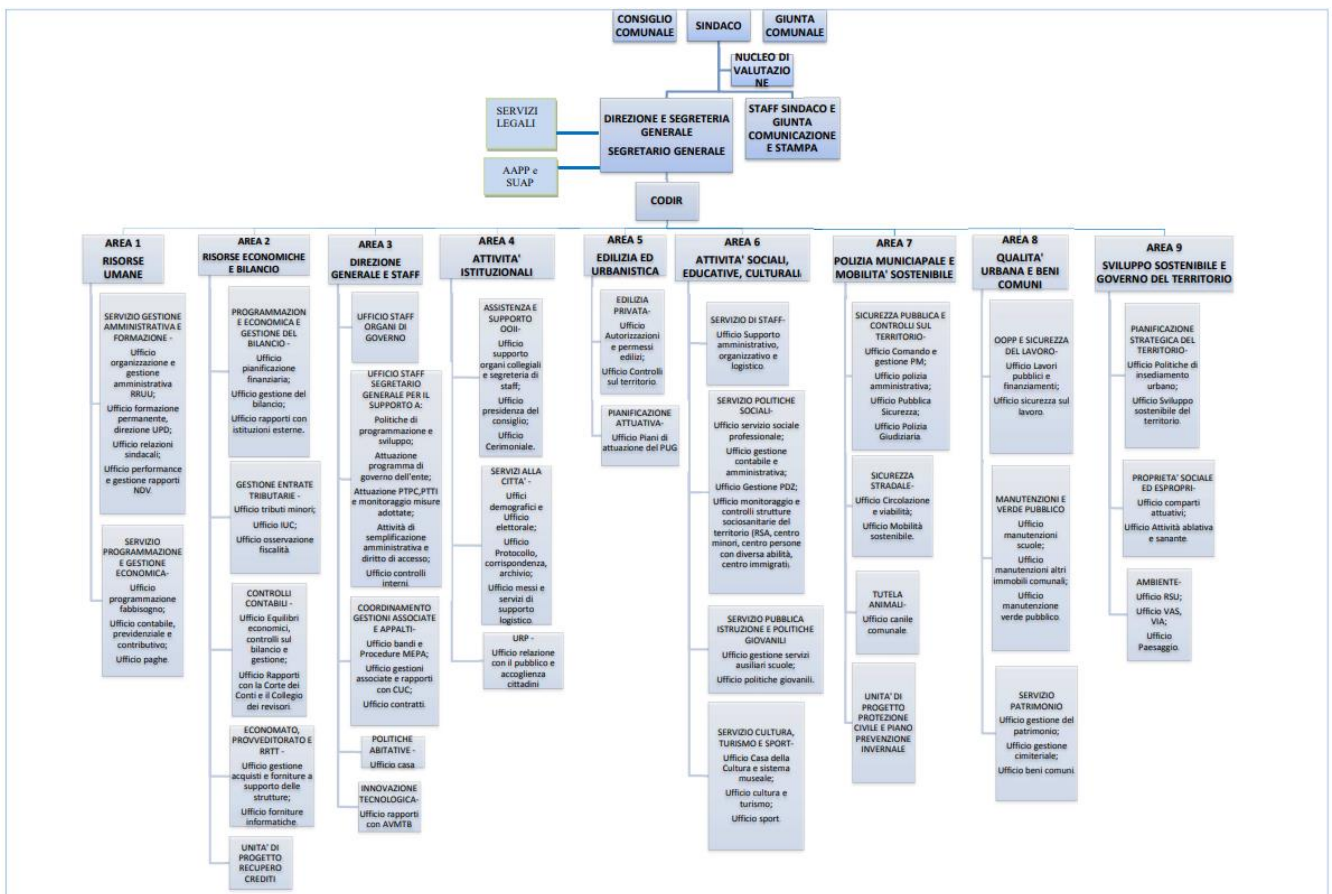 CONSIGLIO
COMUNALE
SINDACO
GIUNTA
COMUNALE
NUCLEO DI
VALUTAZIO
NE
SERVIZI
LEGALI
AAPP e
SUAP
DIREZIONE E SEGRETERIA
GENERALE
SEGRETARIO GENERALE
STAFF SINDACO E
GIUNTA
COMUNICAZIONE
E STAMPA
CODIR
AREA 1
RISORSE
UMANE
SERVIZIO GESTIONE
AMMINISTRATIVA E
FORMAZIONE -
Ufficio
organizzazione e
gestione
amministrativa
RRUU;
Ufficio formazione
permanente,
direzione UPD;
Ufficio relazioni
sindacali;
Ufficio performance
e gestione rapporti
NDV.
SERVIZIO
PROGRAMMAZIONE
E GESTIONE
ECONOMICA-
Ufficio
programmazione
fabbisogno;
Ufficio contabile,
previdenziale e
contributivo;
Ufficio paghe.
AREA 2
RISORSE ECONOMICHE
E BILANCIO
PROGRAMMAZION
E ECONOMICA E
GESTIONE DEL
BILANCIO -
Ufficio
pianificazione
finanziaria;
Ufficio gestione del
bilancio;
Ufficio rapporti con
istituzioni esterne.
GESTIONE ENTRATE
TRIBUTARIE -
Ufficio tributi minori;
Ufficio IUC;
Ufficio osservazione
fiscalità.
CONTROLLI
CONTABILI -
Ufficio Equilibri
economici,
controlli sul
bilancio e
gestione;
Ufficio Rapporti
con la Corte dei
Conti e il Collegio
dei revisori.
ECONOMATO,
PROVVEDITORATO E
RRTT -
Ufficio gestione
acquisti e forniture a
supporto delle
strutture;
Ufficio forniture
informatiche.
UNITA' DI
PROGETTO
RECUPERO
CREDITI
AREA 3
DIREZIONE
GENERALE E STAFF
UFFICIO STAFF
ORGANI DI
GOVERNO
UFFICIO STAFF
SEGRETARIO
GENERALE PER IL
SUPPORTO A:
Politiche di
programmazione e
sviluppo;
Attuazione
programma di
governo dell'ente;
Attuazione PTPC,PTTI
e monitoraggio misure
adottate;
Attività di
semplificazione
amministrativa e
diritto di accesso;
Ufficio controlli
interni.
COORDINAMENTO
GESTIONI ASSOCIATE
E APPALTI-
Ufficio bandi e
Procedure MEPA;
Ufficio gestioni
associate e rapporti
con CUC;
Ufficio contratti.
POLITICHE
ABITATIVE -
Ufficio casa
INNOVAZIONE
TECNOLOGICA-
Ufficio rapporti
con AVMTB
AREA 4
ATTIVITA'
ISTITUZIONALI
ASSISTENZA E
SUPPORTO
OOII-
Ufficio
supporto
organi collegiali
e segreteria di
staff;
Ufficio
presidenza del
consiglio;
Ufficio
Cerimoniale.
SERVIZI ALLA
CITTA' -
Uffici
demografici e
Ufficio
elettorale;
Ufficio
Protocollo,
corrispondenza,
archivio;
Ufficio messi e
servizi di
supporto
logistico.
URP -
Ufficio relazione
con il pubblico e
accoglienza
cittadini
AREA 5
EDILIZIA ED
URBANISTICA
EDILIZIA
PRIVATA-
Ufficio
Autorizzazioni
e permessi
edilizi;
Ufficio Controlli
sul territorio.
PIANIFICAZIONE
ATTUATIVA-
Ufficio Piani di
attuazione del PUG
AREA 6
ATTIVITA' SOCIALI,
EDUCATIVE, CULTURALI
SERVIZIO DI STAFF-
Ufficio Supporto
amministrativo,
organizzativo e
logistico.
SERVIZIO POLITICHE
SOCIALI-
Ufficio servizio sociale
professionale;
Ufficio gestione
contabile e
amministrativa;
Ufficio Gestione PDZ;
Ufficio monitoraggio e
controlli strutture
sociosanitarie del
territorio (RSA, centro
minori, centro persone
con diversa abilità,
centro immigrati).
SERVIZIO PUBBLICA
ISTRUZIONE E POLITICHE
GIOVANILI
Ufficio gestione servizi
ausiliari scuole;
Ufficio politiche giovanili.
SERVIZIO CULTURA,
TURISMO E SPORT-
Ufficio Casa della
Cultura e sistema
museale;
Ufficio cultura e
turismo;
Ufficio sport.
AREA 7
POLIZIA MUNICIAPALE E
MOBILITA' SOSTENIBILE
SICUREZZA PUBBLICA E
CONTROLLI SUL
TERRITORIO-
Ufficio Comando e
gestione PM;
Ufficio polizia
amministrativa;
Ufficio Pubblica
Sicurezza;
Ufficio Polizia
Giudiziaria.
SICUREZZA
STRADALE-
Ufficio Circolazione
e viabilità;
Ufficio Mobilità
sostenibile.
TUTELA
ANIMALI-
Ufficio canile
comunale.
UNITA' DI
PROGETTO
PROTEZIONE
CIVILE E PIANO
PREVENZIONE
INVERNALE
AREA 8
QUALITA'
URBANA E BENI
COMUNI
OOPP E SICUREZZA
DEL LAVORO-
Ufficio Lavori
pubblici e
finanziamenti;
Ufficio sicurezza sul
lavoro.
MANUTENZIONI E
VERDE PUBBLICO
Ufficio
manutenzioni
scuole;
Ufficio
manutenzioni altri
immobili comunali;
Ufficio
manutenzione
verde pubblico.
SERVIZIO
PATRIMONIO
Ufficio gestione del
patrimonio;
Ufficio gestione
cimiteriale;
Ufficio beni comuni.
AREA 9
SVILUPPO SOSTENIBILE E
GOVERNO DEL TERRITORIO
PIANIFICAZIONE
STRATEGICA DEL
TERRITORIO-
Ufficio Politiche di
insediamento
urbano;
Ufficio Sviluppo
sostenibile del
territorio.
PROPRIETA' SOCIALE
ED ESPROPRI-
Ufficio comparti
attuativi;
Ufficio Attività ablativa
e sanante.
AMBIENTE-
Ufficio RSU;
Ufficio VAS,
VIA;
Ufficio
Paesaggio.